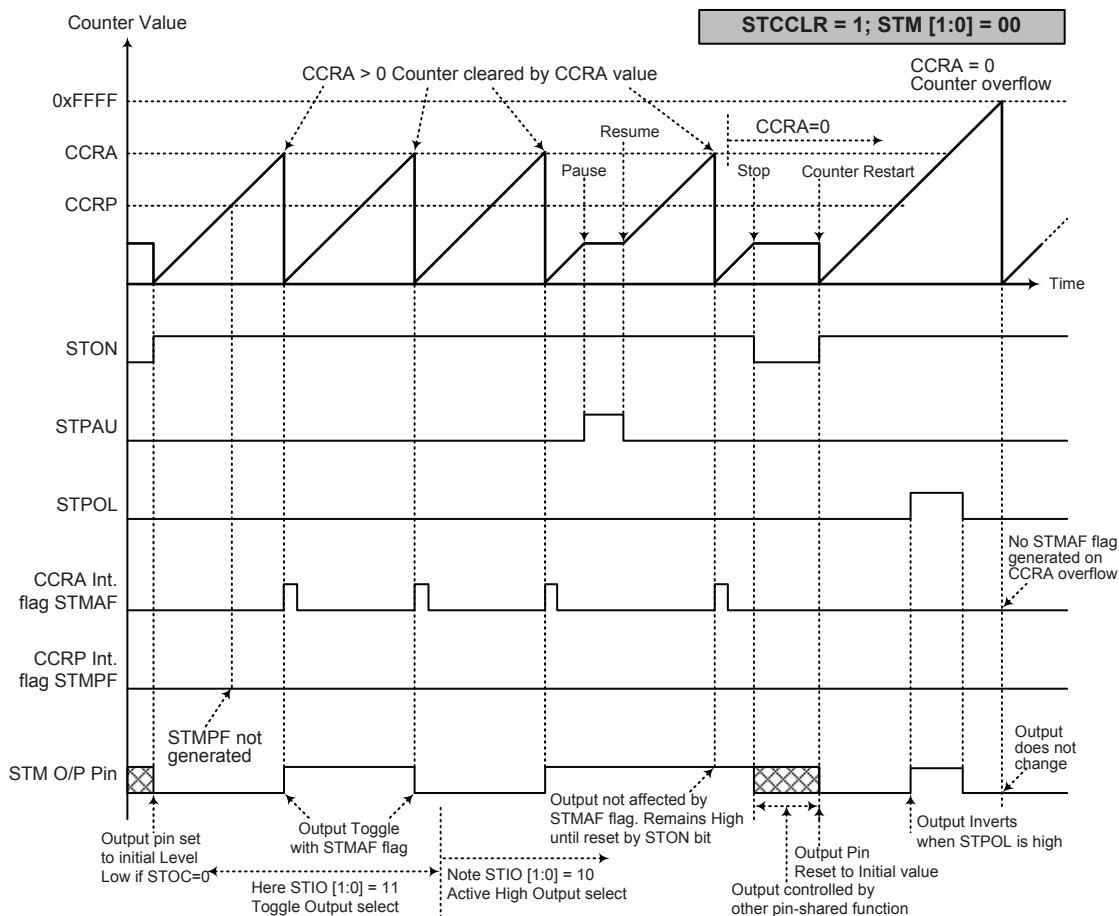 Counter Value
STCCLR = 1; STM [1:0] = 00
CCRA > 0 Counter cleared by CCRA value
CCRA = 0
Counter overflow
0xFFFF
Resume
CCRA=0
CCRA
Pause
Stop
Counter Restart
CCRP
Time
STON
STPAU
STPOL
No STMAF flag
generated on
CCRA overflow
CCRA Int.
flag STMAF
CCRP Int.
flag STMPF
STMPF not
generated
Output
does not
change
STM O/P Pin
Output pin set
to initial Level
Low if STOC=0
Output Toggle
with STMAF flag
Output not affected by
STMAF flag. Remains High
until reset by STON bit
Output Inverts
when STPOL is high
Output Pin
Reset to Initial value
Here STIO [1:0] = 11
Toggle Output select
Note STIO [1:0] = 10
Active High Output select
Output controlled by
other pin-shared function